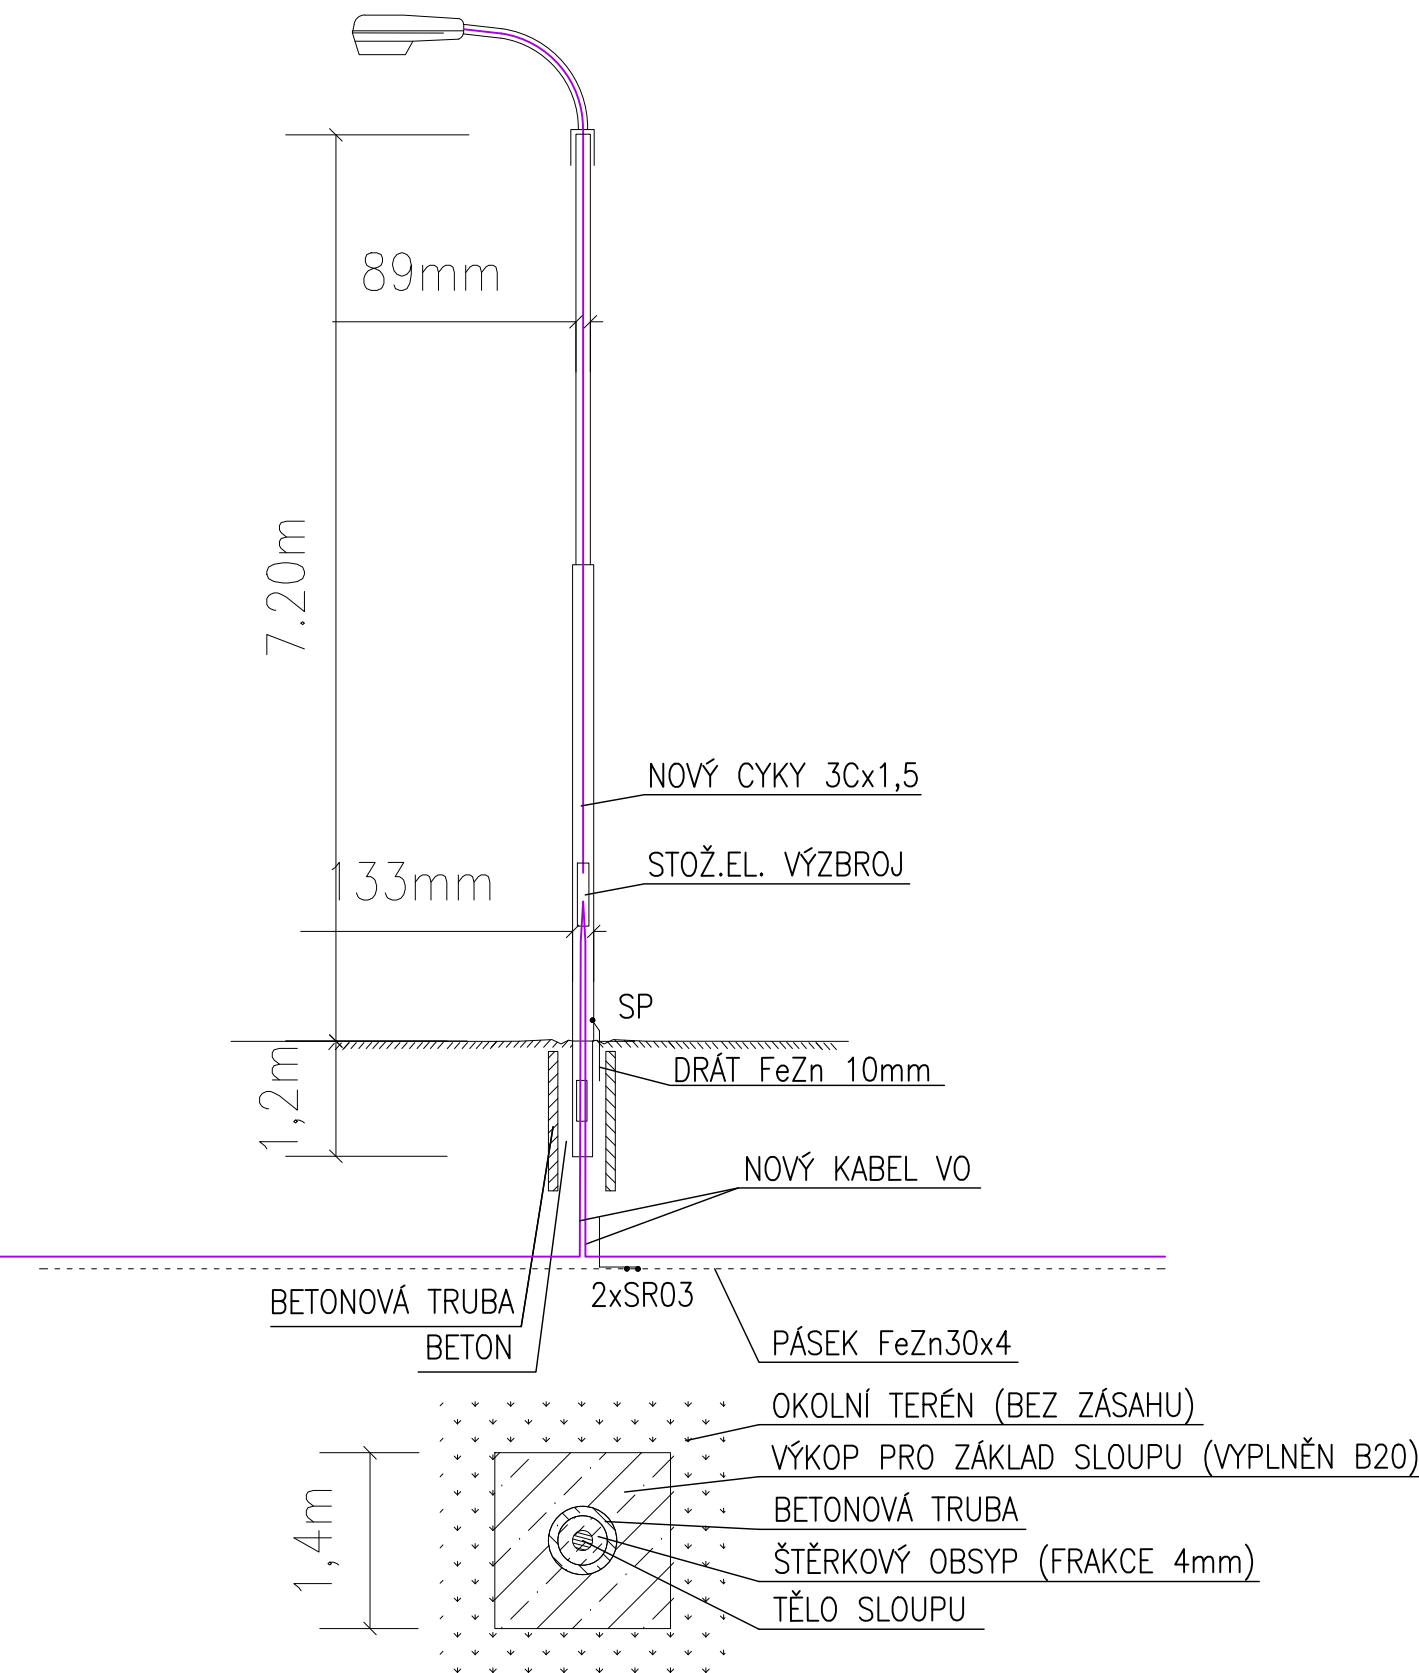 89mm
7.20m
NOVÝ CYKY 3Cx1,5
STOŽ.EL. VÝZBROJ
133mm
SP
DRÁT FeZn 10mm
1,2m
NOVÝ KABEL VO
BETONOVÁ TRUBA
2xSR03
BETON
PÁSEK FeZn30x4
OKOLNÍ TERÉN (BEZ ZÁSAHU)
VÝKOP PRO ZÁKLAD SLOUPU (VYPLNĚN B20)
BETONOVÁ TRUBA
1,4m
ŠTĚRKOVÝ OBSYP (FRAKCE 4mm)
TĚLO SLOUPU